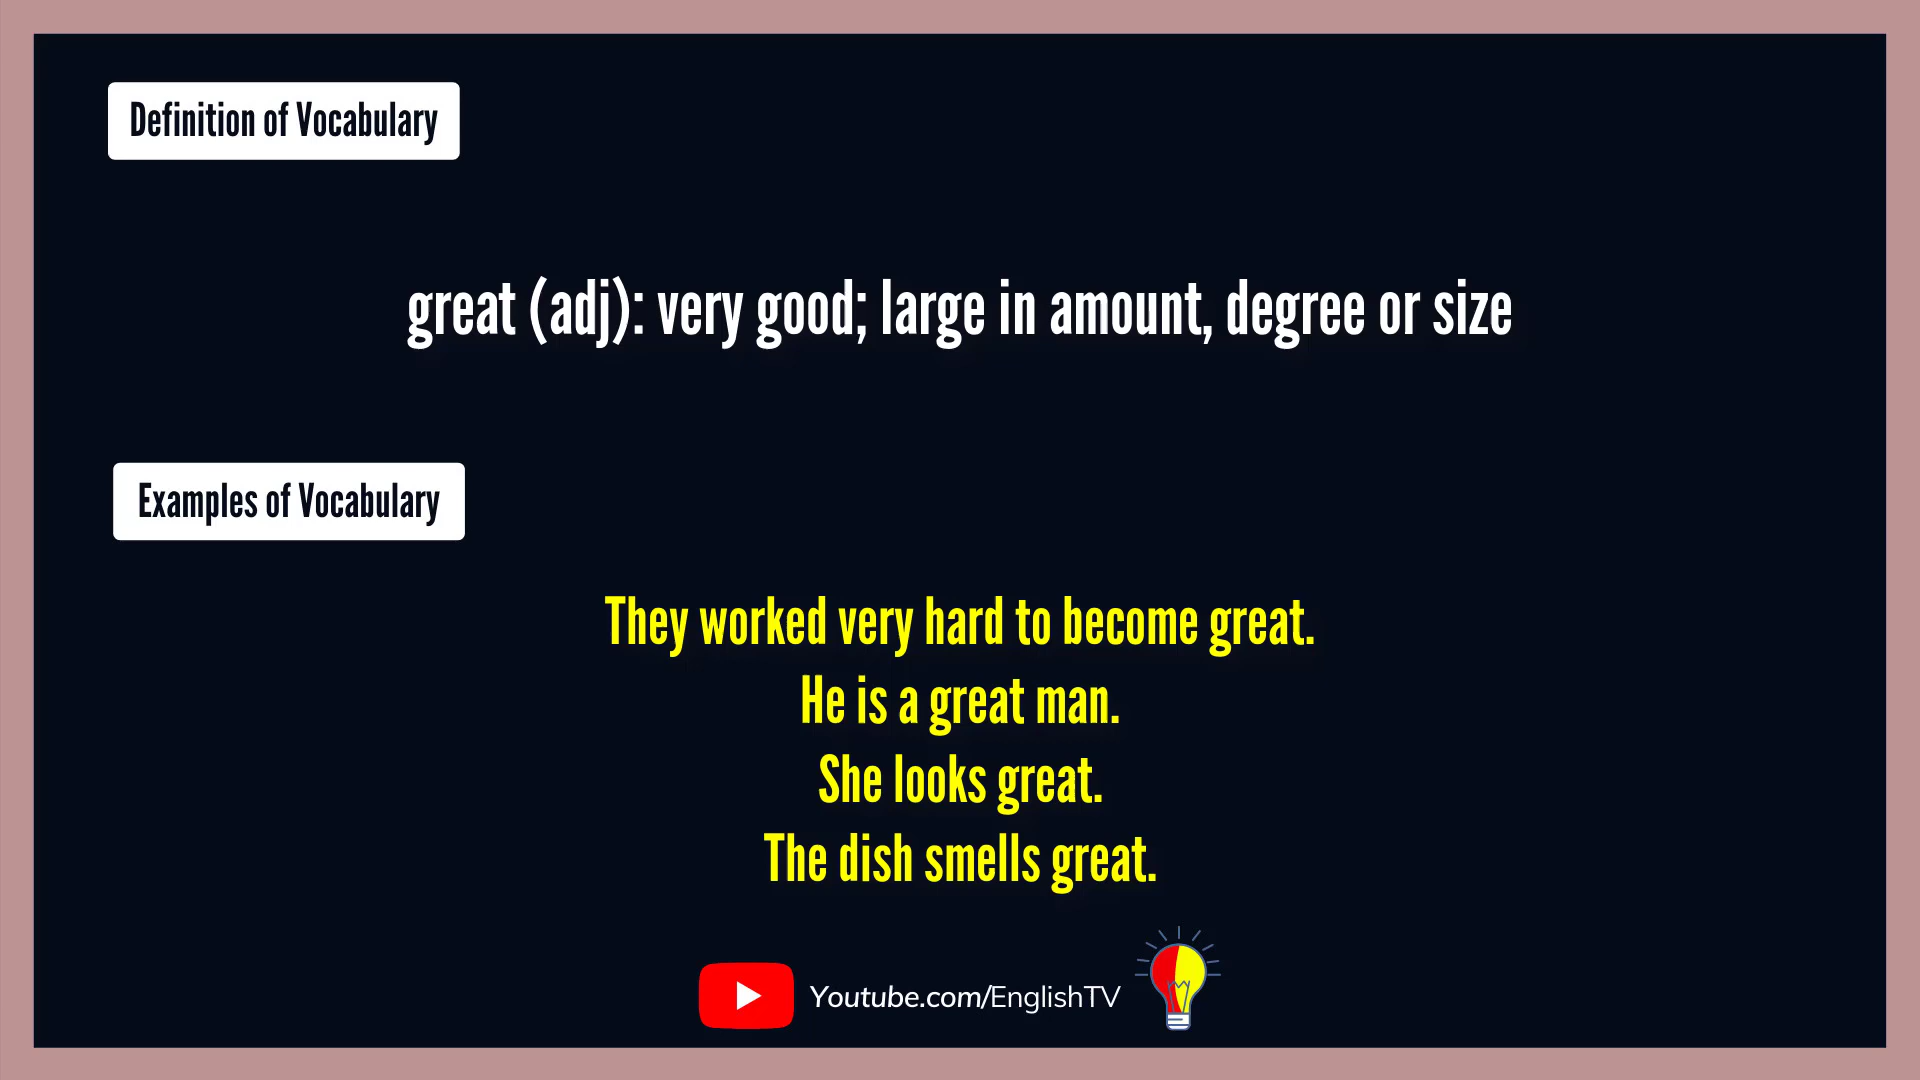 Definition of Vocabulary
great (adj): very good; large in amount, degree or size
Examples of Vocabulary
They worked very hard to become great.
He is a great man.
She looks great.
The dish smells great.
Youtube.com/EnglishTV